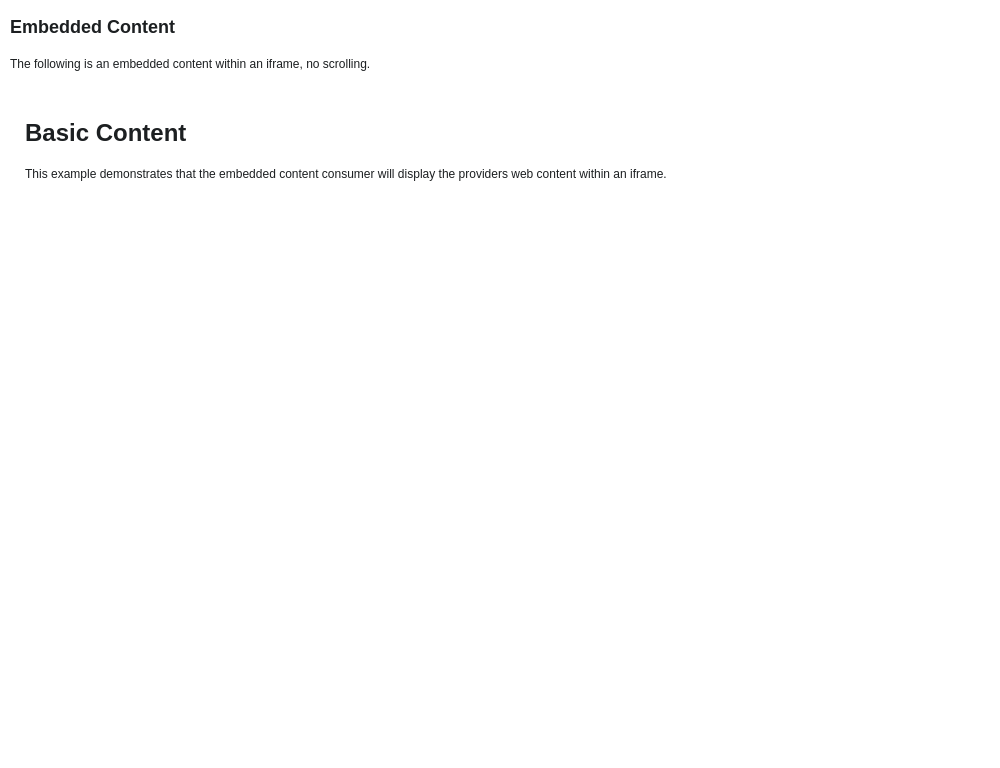 Embedded Content
The following is an embedded content within an iframe, no scrolling.
Basic Content
This example demonstrates that the embedded content consumer will display the providers web content within an iframe.